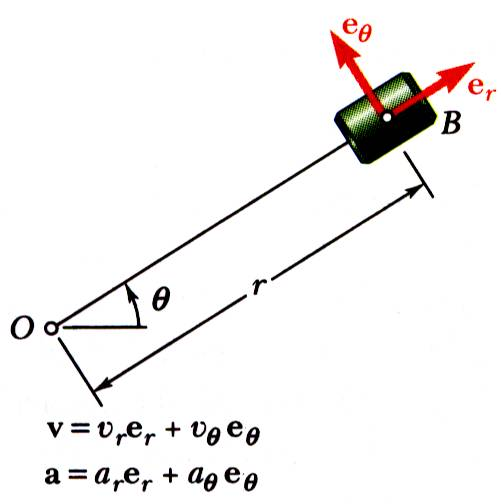 e_θ
e_r
B
r
θ
O
v = v_r e_r + v_θ e_θ
a = a_r e_r + a_θ e_θ